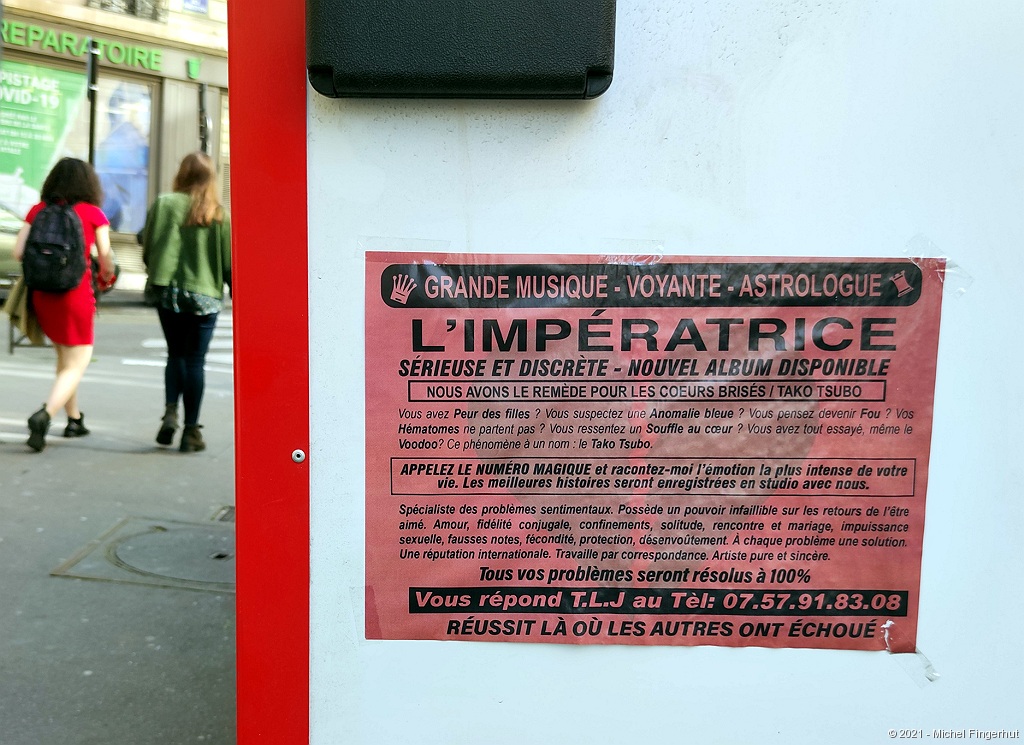 REPARATOIRE
PISTAGE
OVID-19
GRANDE MUSIQUE - VOYANTE - ASTROLOGUE
L'IMPÉRATRICE
SÉRIEUSE ET DISCRÈTE - NOUVEL ALBUM DISPONIBLE
NOUS AVONS LE REMÈDE POUR LES COEURS BRISÉS / TAKO TSUBO
Vous avez Peur des filles ? Vous suspectez une Anomalie bleue ? Vous pensez devenir Fou ? Vos
Hématomes ne partent pas ? Vous ressentez un Souffle au cœur ? Vous avez tout essayé, même le
Voodoo? Ce phénomène à un nom : le Tako Tsubo.
APPELEZ LE NUMÉRO MAGIQUE et racontez-moi l'émotion la plus intense de votre
vie. Les meilleures histoires seront enregistrées en studio avec nous.
Spécialiste des problèmes sentimentaux. Possède un pouvoir infaillible sur les retours de l'être
aimé. Amour, fidélité conjugale, confinements, solitude, rencontre et mariage, impuissance
sexuelle, fausses notes, fécondité, protection, désenvoûtement. À chaque problème une solution.
Une réputation internationale. Travaille par correspondance. Artiste pure et sincère.
Tous vos problèmes seront résolus à 100%
Vous répond T.L.J au Tèl: 07.57.91.83.08
RÉUSSIT LÀ OÙ LES AUTRES ONT ÉCHOUÉ
© 2021 - Michel Fingerhut